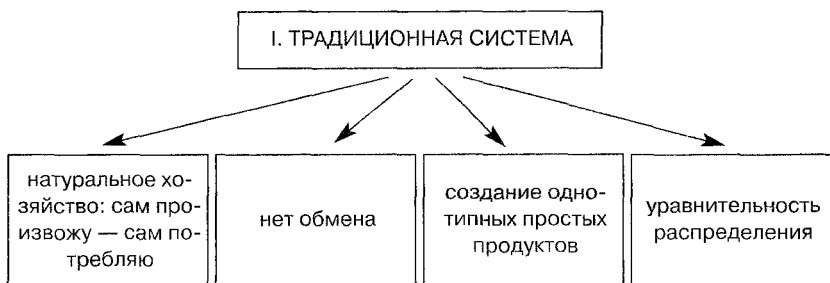 I. ТРАДИЦИОННАЯ СИСТЕМА
натуральное хо-
зяйство: сам про-
извожу — сам по-
требляю
нет обмена
создание одно-
типных простых
продуктов
уравнительность
распределения